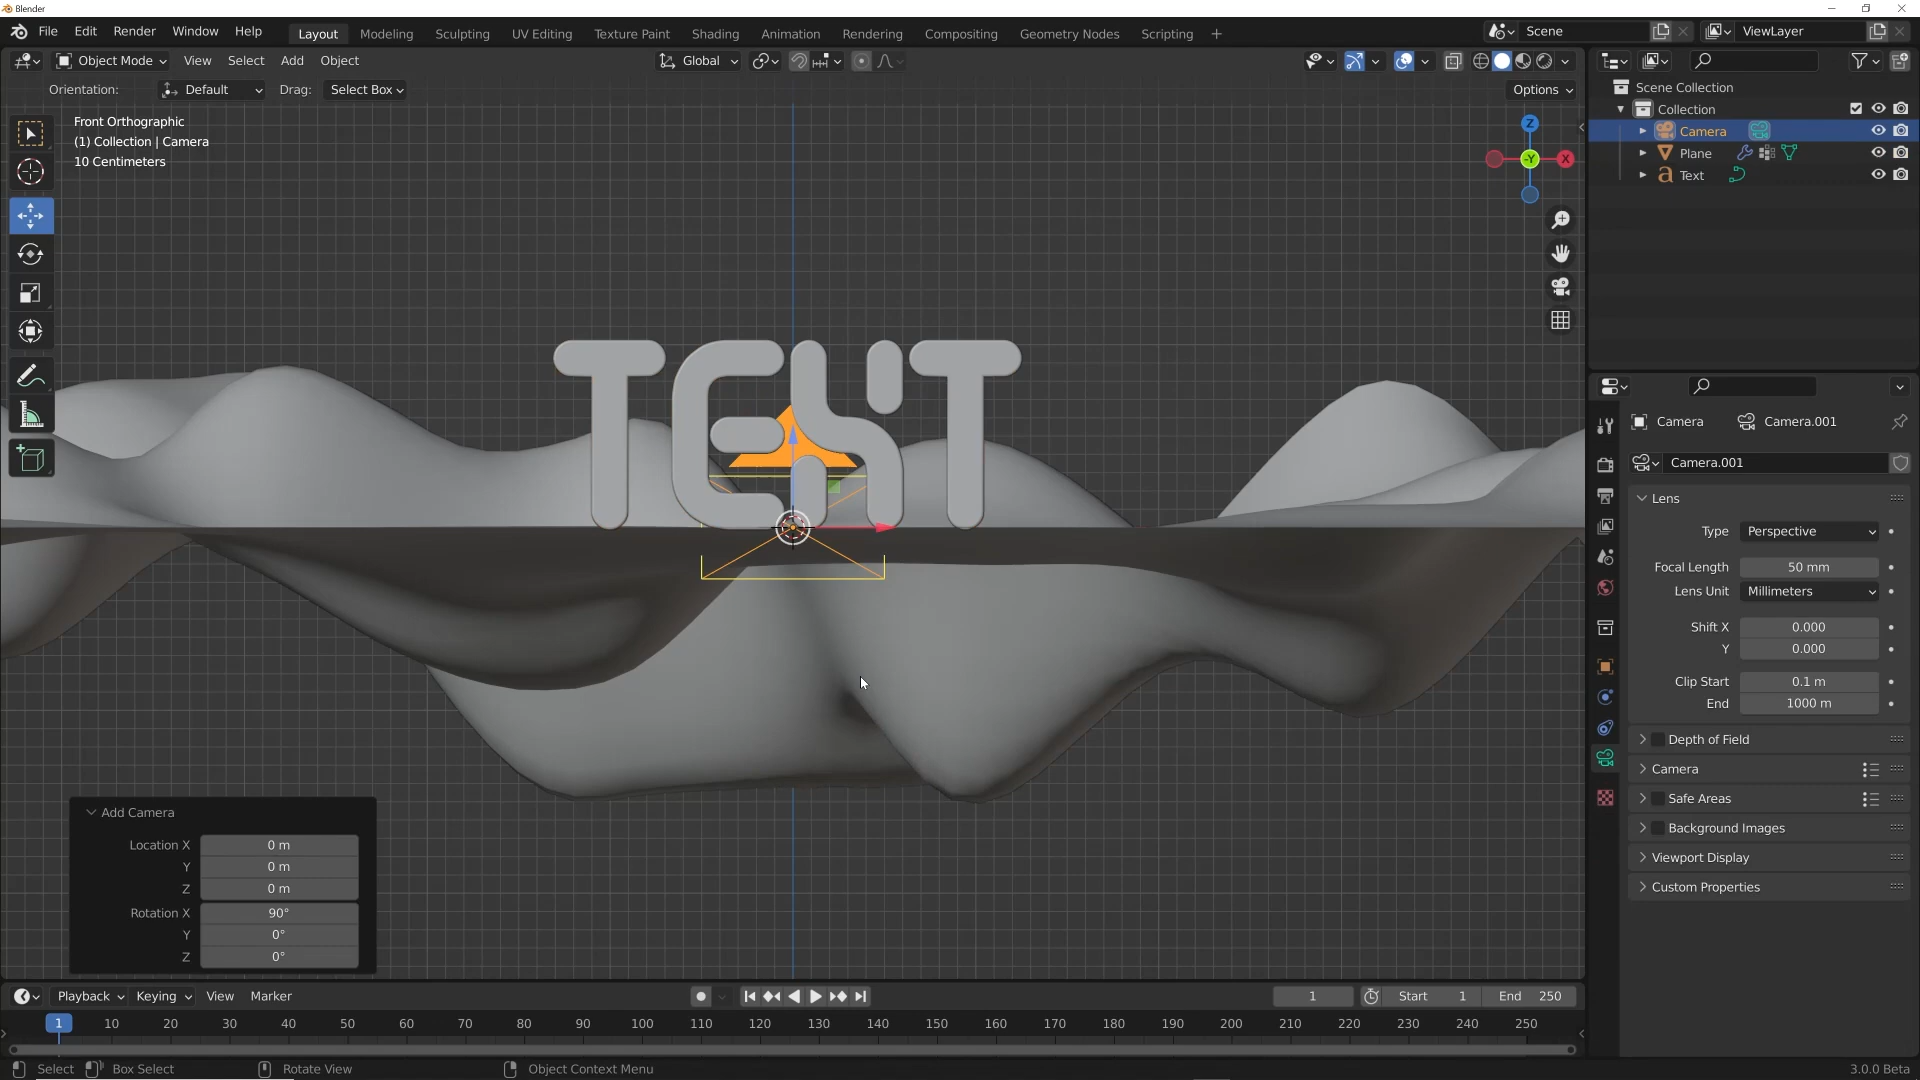 Blender
File Edit Render Window Help Layout Modeling Sculpting UV Editing Texture Paint Shading Animation Rendering Compositing Geometry Nodes Scripting + Scene ViewLayer
Object Mode View Select Add Object Global
Orientation: Default Drag: Select Box Options
Front Orthographic
(1) Collection | Camera
10 Centimeters
Z
-Y X
TEXT
Scene Collection
Collection
Camera
Plane
Text
Camera Camera.001
Camera.001
Lens
Type Perspective
Focal Length 50 mm
Lens Unit Millimeters
Shift X 0.000
Y 0.000
Clip Start 0.1 m
End 1000 m
Depth of Field
Camera
Safe Areas
Background Images
Viewport Display
Custom Properties
Add Camera
Location X 0 m
Y 0 m
Z 0 m
Rotation X 90°
Y 0°
Z 0°
Playback Keying View Marker 1 Start 1 End 250
1 10 20 30 40 50 60 70 80 90 100 110 120 130 140 150 160 170 180 190 200 210 220 230 240 250
Select Box Select Rotate View Object Context Menu 3.0.0 Beta